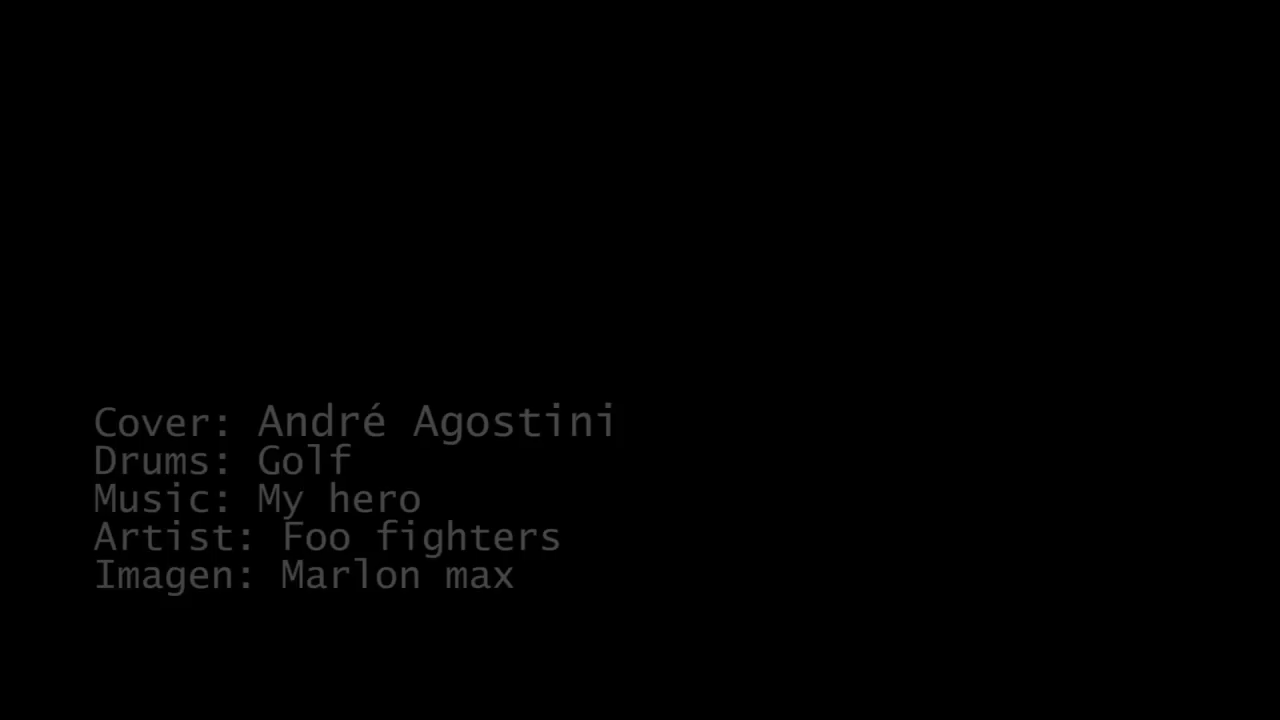 Cover: André Agostini
Drums: Golf
Music: My hero
Artist: Foo fighters
Imagen: Marlon max